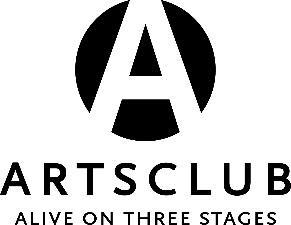 A
ARTSCLUB
ALIVE ON THREE STAGES